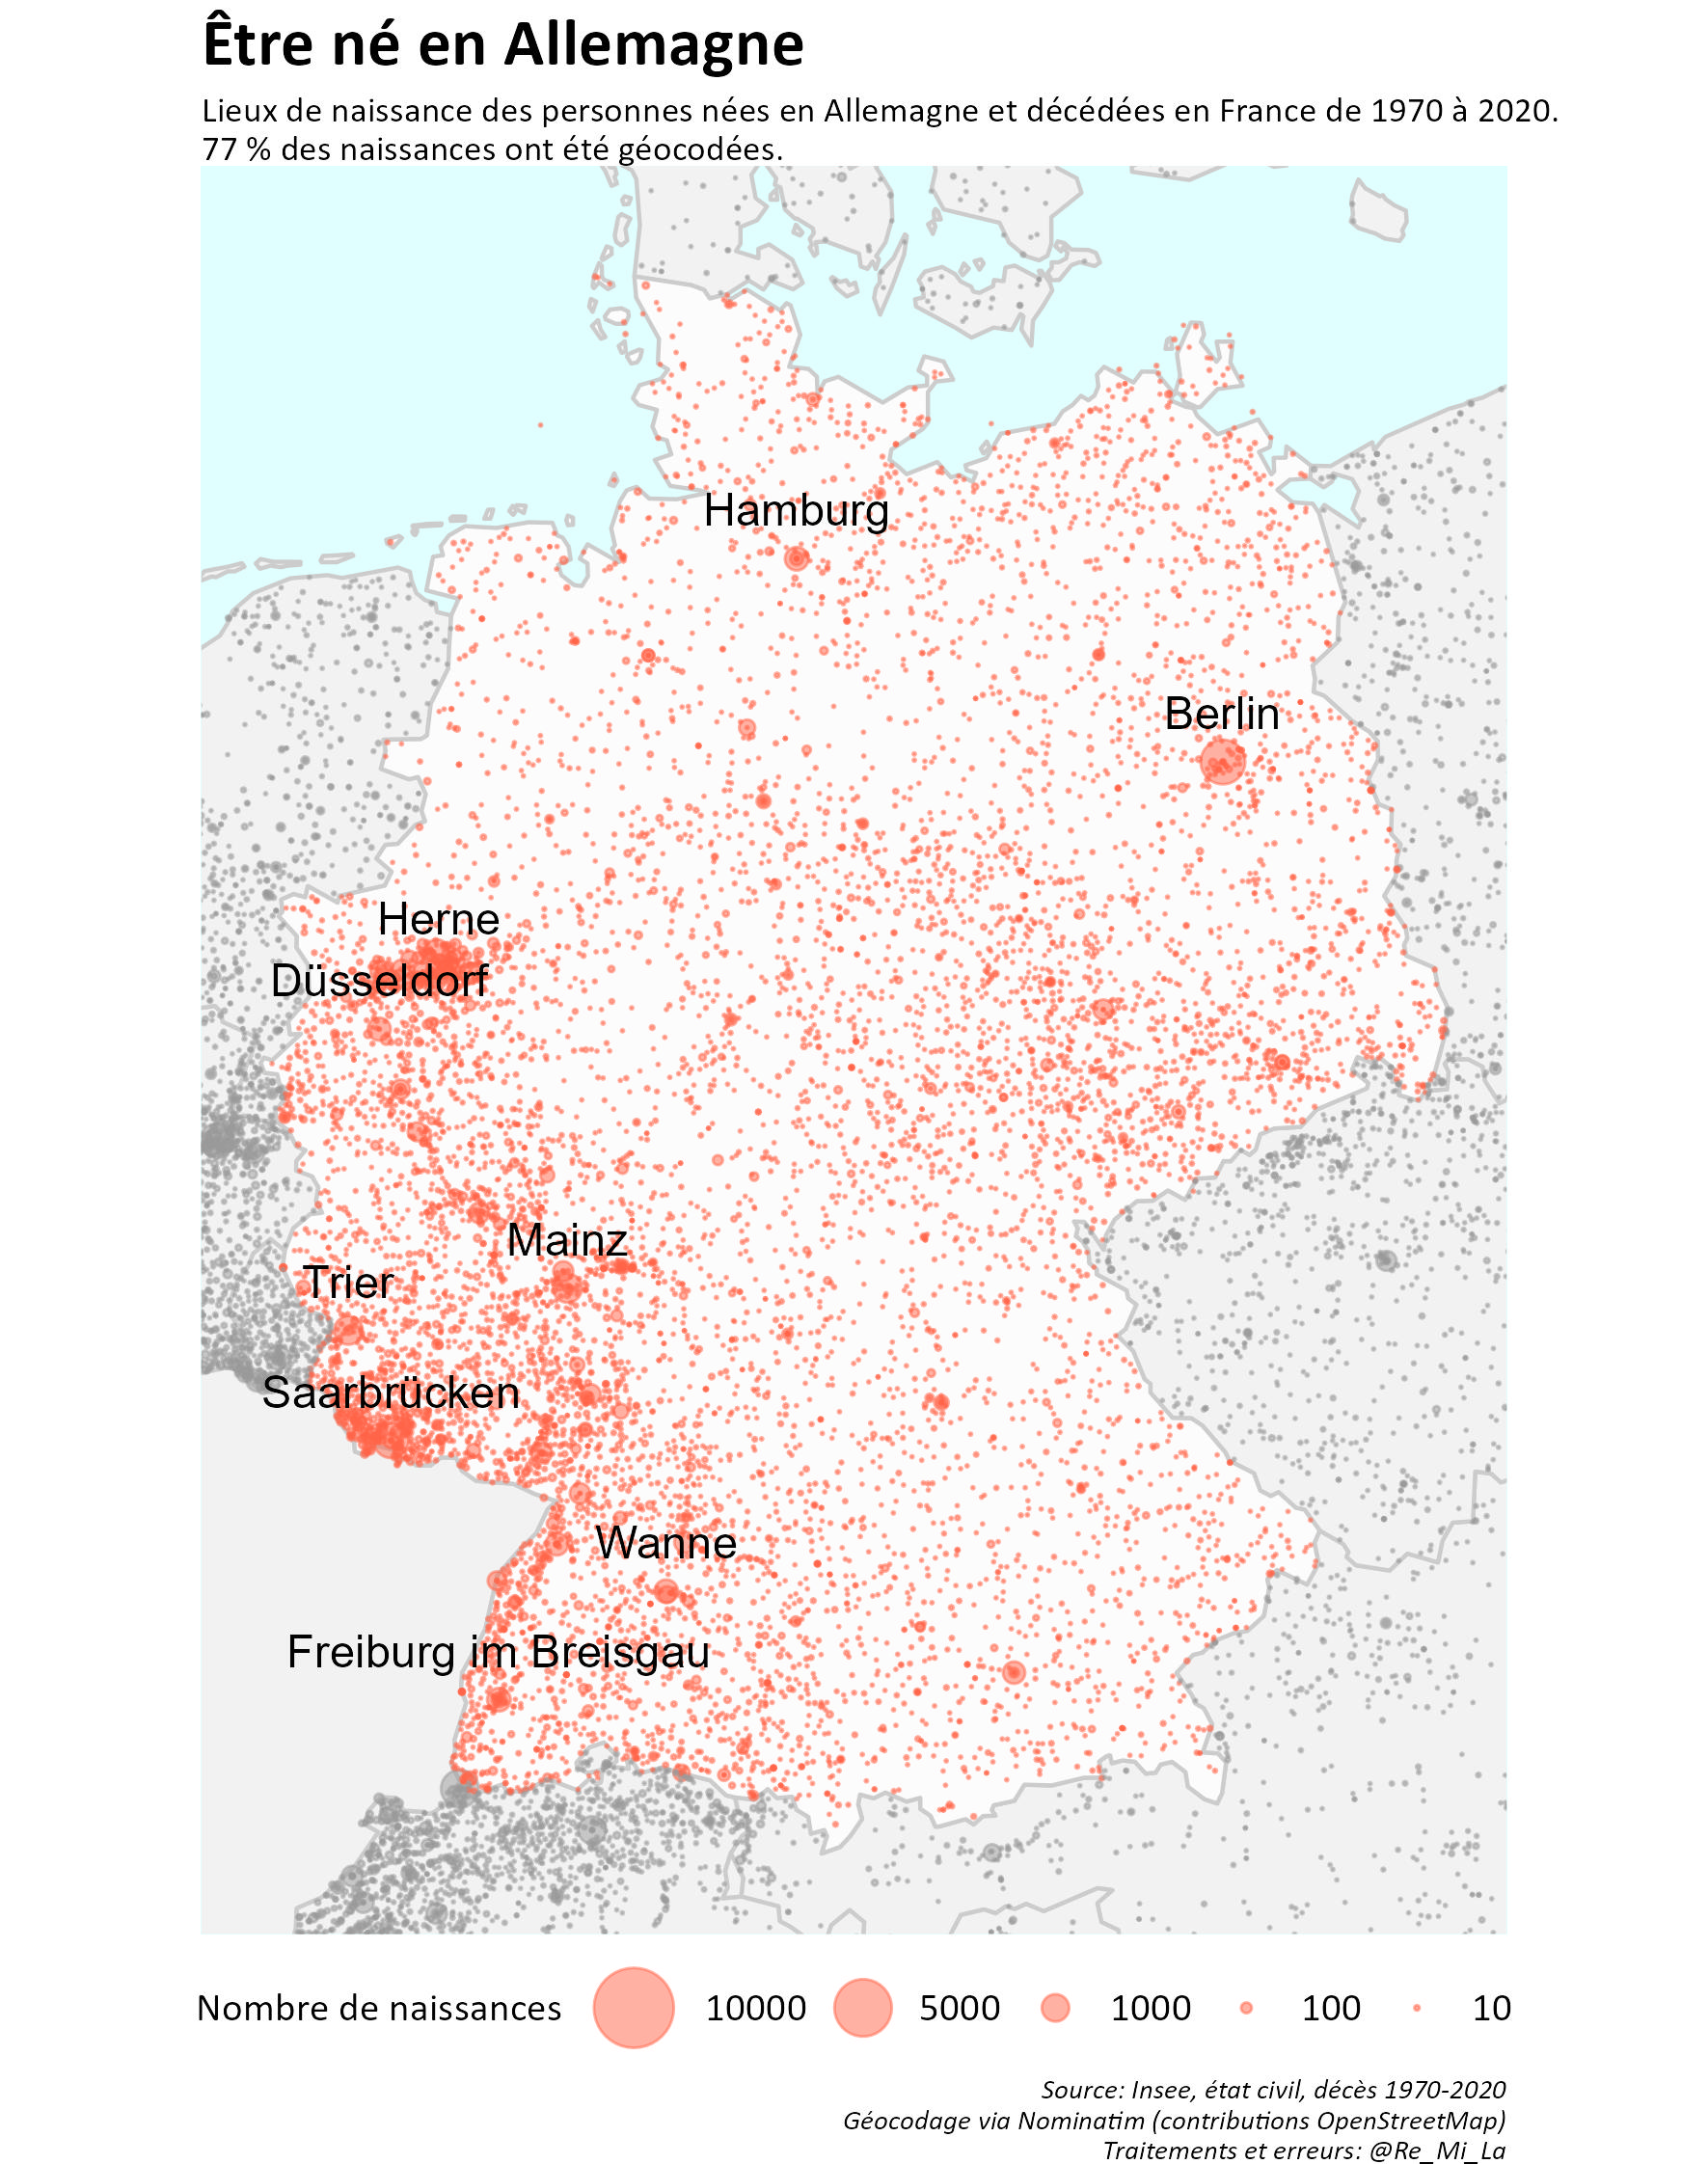 Être né en Allemagne
Lieux de naissance des personnes nées en Allemagne et décédées en France de 1970 à 2020.
77 % des naissances ont été géocodées.
Hamburg
Berlin
Herne
Düsseldorf
Mainz
Trier
Saarbrücken
Wanne
Freiburg im Breisgau
Nombre de naissances 10000 5000 1000 100 10
Source: Insee, état civil, décès 1970-2020
Géocodage via Nominatim (contributions OpenStreetMap)
Traitements et erreurs: @Re_Mi_La